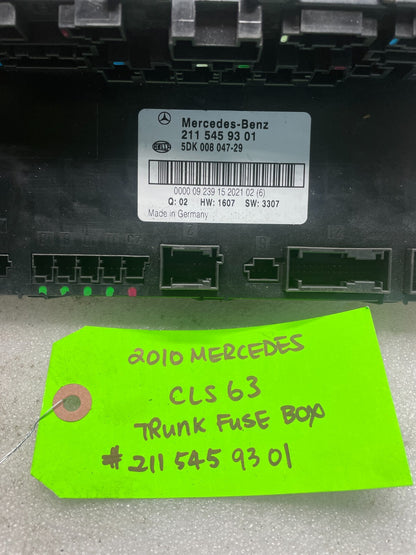 Mercedes-Benz
211 545 93 01
HELLA
5DK 008 047-29
0000 09 239 15 2021 02 (6)
Q: 02 HW: 1607 SW: 3307
Made in Germany
2010 MERCEDES
CLS 63
TRUNK FUSE BOX
# 211 545 93 01